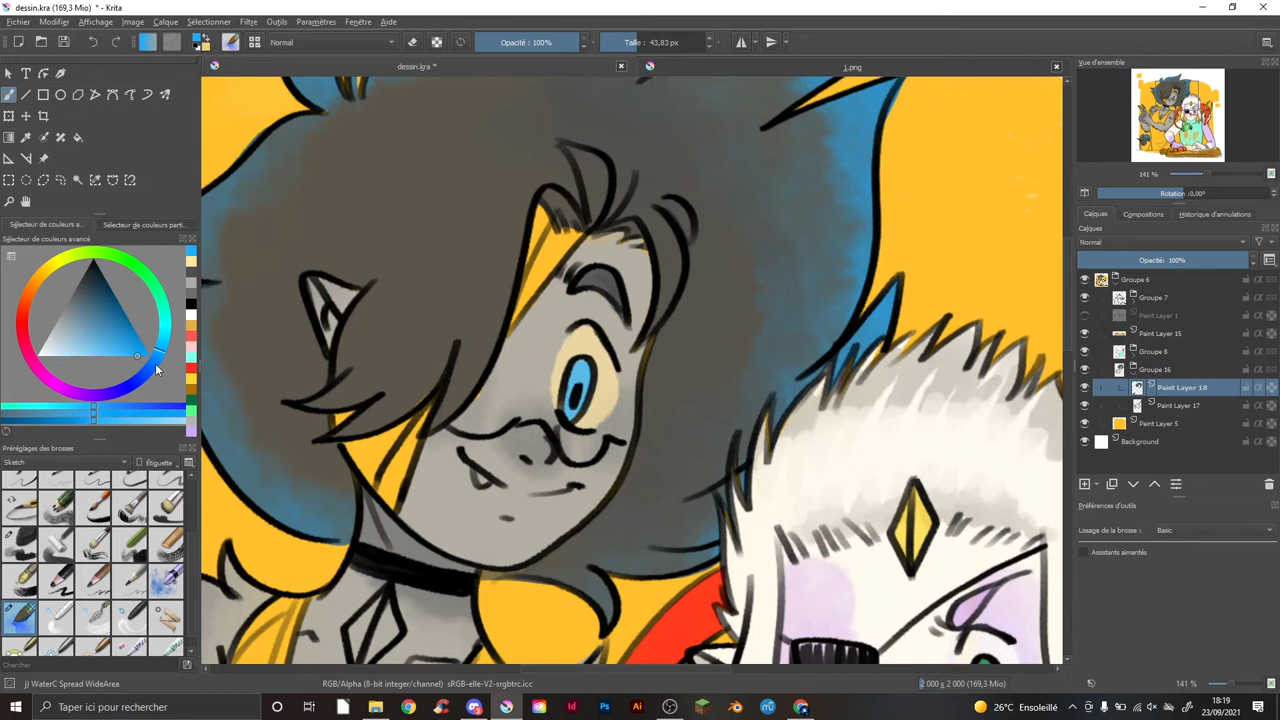 dessin.kra (169,3 Mio) * - Krita
Fichier Modifier Affichage Image Calque Sélectionner Filtre Outils Paramètres Fenêtre Aide
Normal Opacité : 100% Taille : 43,83 px
dessin.kra * 1.png
Vue d'ensemble
141 %
Rotation :0,00°
Calques Compositions Historique d'annulations
Calques
Normal
Opacité: 100%
Groupe 6
Groupe 7
Paint Layer 1
Paint Layer 15
Groupe 8
Groupe 16
Paint Layer 18
Paint Layer 17
Paint Layer 5
Background
Préférences d'outils
Lissage de la brosse : Basic
Assistants aimantés
Sélecteur de couleurs a... Sélecteur de couleurs parti...
Sélecteur de couleurs avancé
Préréglages des brosses
Sketch Étiquette
Chercher
j) WaterC Spread WideArea RGB/Alpha (8-bit integer/channel) sRGB-elle-V2-srgbtrc.icc 2 000 x 2 000 (169,3 Mio) 141 %
Taper ici pour rechercher
Id Ps Ai mū
26°C Ensoleillé
18:19
23/09/2021